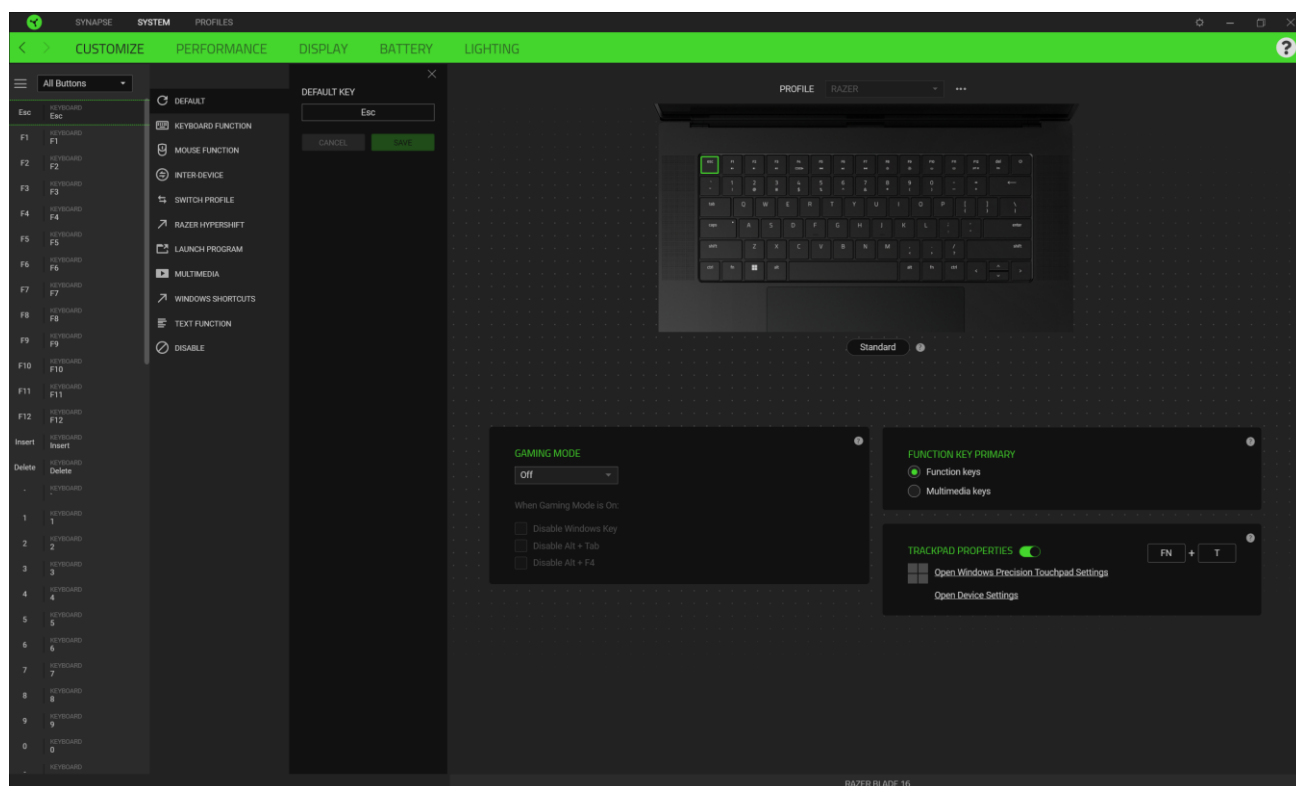 SYNAPSE SYSTEM PROFILES
CUSTOMIZE PERFORMANCE DISPLAY BATTERY LIGHTING
?
All Buttons
Esc KEYBOARD
Esc
F1 KEYBOARD
F1
F2 KEYBOARD
F2
F3 KEYBOARD
F3
F4 KEYBOARD
F4
F5 KEYBOARD
F5
F6 KEYBOARD
F6
F7 KEYBOARD
F7
F8 KEYBOARD
F8
F9 KEYBOARD
F9
F10 KEYBOARD
F10
F11 KEYBOARD
F11
F12 KEYBOARD
F12
Insert KEYBOARD
Insert
Delete KEYBOARD
Delete
KEYBOARD
1 KEYBOARD
1
2 KEYBOARD
2
3 KEYBOARD
3
4 KEYBOARD
4
5 KEYBOARD
5
6 KEYBOARD
6
7 KEYBOARD
7
8 KEYBOARD
8
9 KEYBOARD
9
0 KEYBOARD
0
KEYBOARD
DEFAULT
KEYBOARD FUNCTION
MOUSE FUNCTION
INTER-DEVICE
SWITCH PROFILE
RAZER HYPERSHIFT
LAUNCH PROGRAM
MULTIMEDIA
WINDOWS SHORTCUTS
TEXT FUNCTION
DISABLE
DEFAULT KEY
Esc
CANCEL SAVE
PROFILE RAZER
Q W E R T Y U I O P
A S D F G H J K L
Z X C V B N M
Standard
GAMING MODE
Off
When Gaming Mode is On:
Disable Windows Key
Disable Alt + Tab
Disable Alt + F4
FUNCTION KEY PRIMARY
Function keys
Multimedia keys
TRACKPAD PROPERTIES FN + T
Open Windows Precision Touchpad Settings
Open Device Settings
RAZER BLADE 16